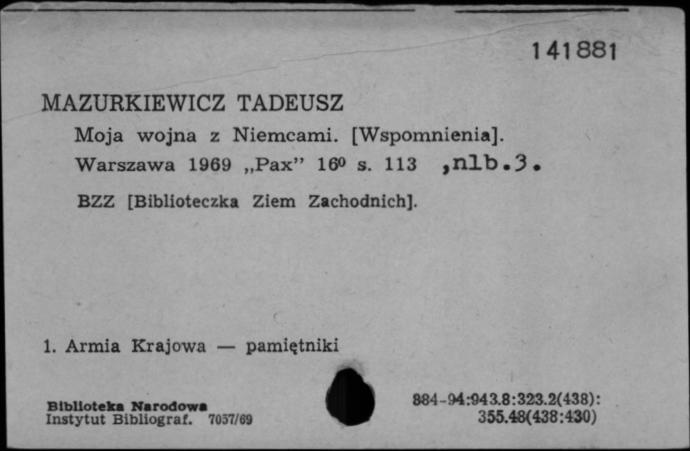 141881
MAZURKIEWICZ TADEUSZ
Moja wojna z Niemcami. [Wspomnienia].
Warszawa 1969 „Pax” 16⁰ s. 113 ,nlb.3.
BZZ [Biblioteczka Ziem Zachodnich].
1. Armia Krajowa — pamiętniki
Biblioteka Narodowa
Instytut Bibliograf. 7057/69
884-94:943.8:323.2(438):
355.48(438:430)